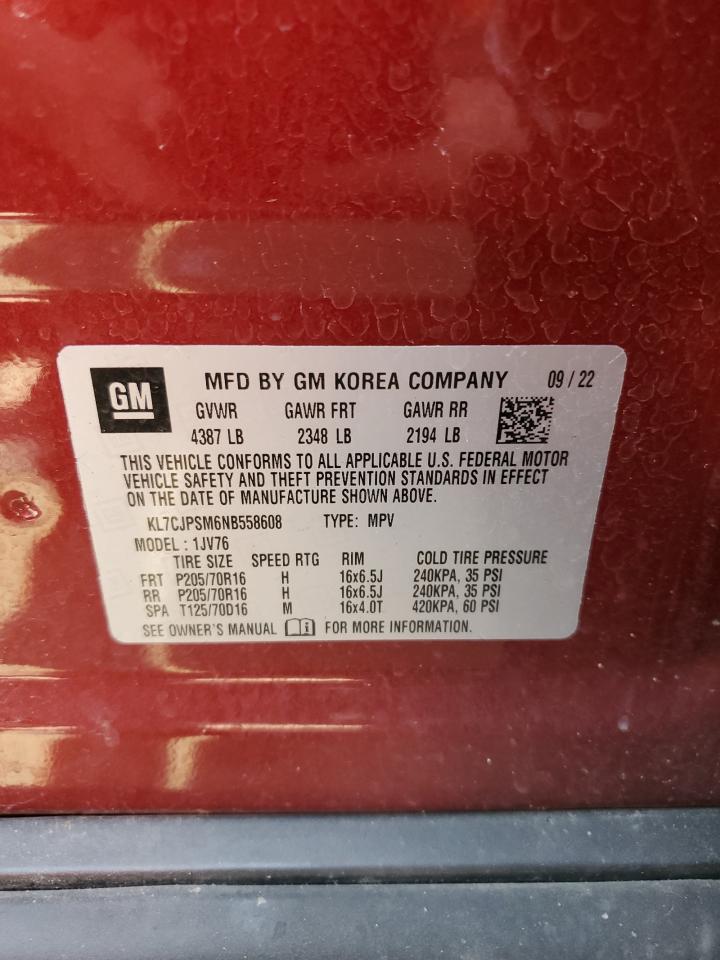 GM MFD BY GM KOREA COMPANY 09 / 22
GVWR GAWR FRT GAWR RR
4387 LB 2348 LB 2194 LB
THIS VEHICLE CONFORMS TO ALL APPLICABLE U.S. FEDERAL MOTOR
VEHICLE SAFETY AND THEFT PREVENTION STANDARDS IN EFFECT
ON THE DATE OF MANUFACTURE SHOWN ABOVE.
KL7CJPSM6NB558608 TYPE: MPV
MODEL : 1JV76
TIRE SIZE SPEED RTG RIM COLD TIRE PRESSURE
FRT P205/70R16 H 16x6.5J 240KPA, 35 PSI
RR P205/70R16 H 16x6.5J 240KPA, 35 PSI
SPA T125/70D16 M 16x4.0T 420KPA, 60 PSI
SEE OWNER'S MANUAL FOR MORE INFORMATION.